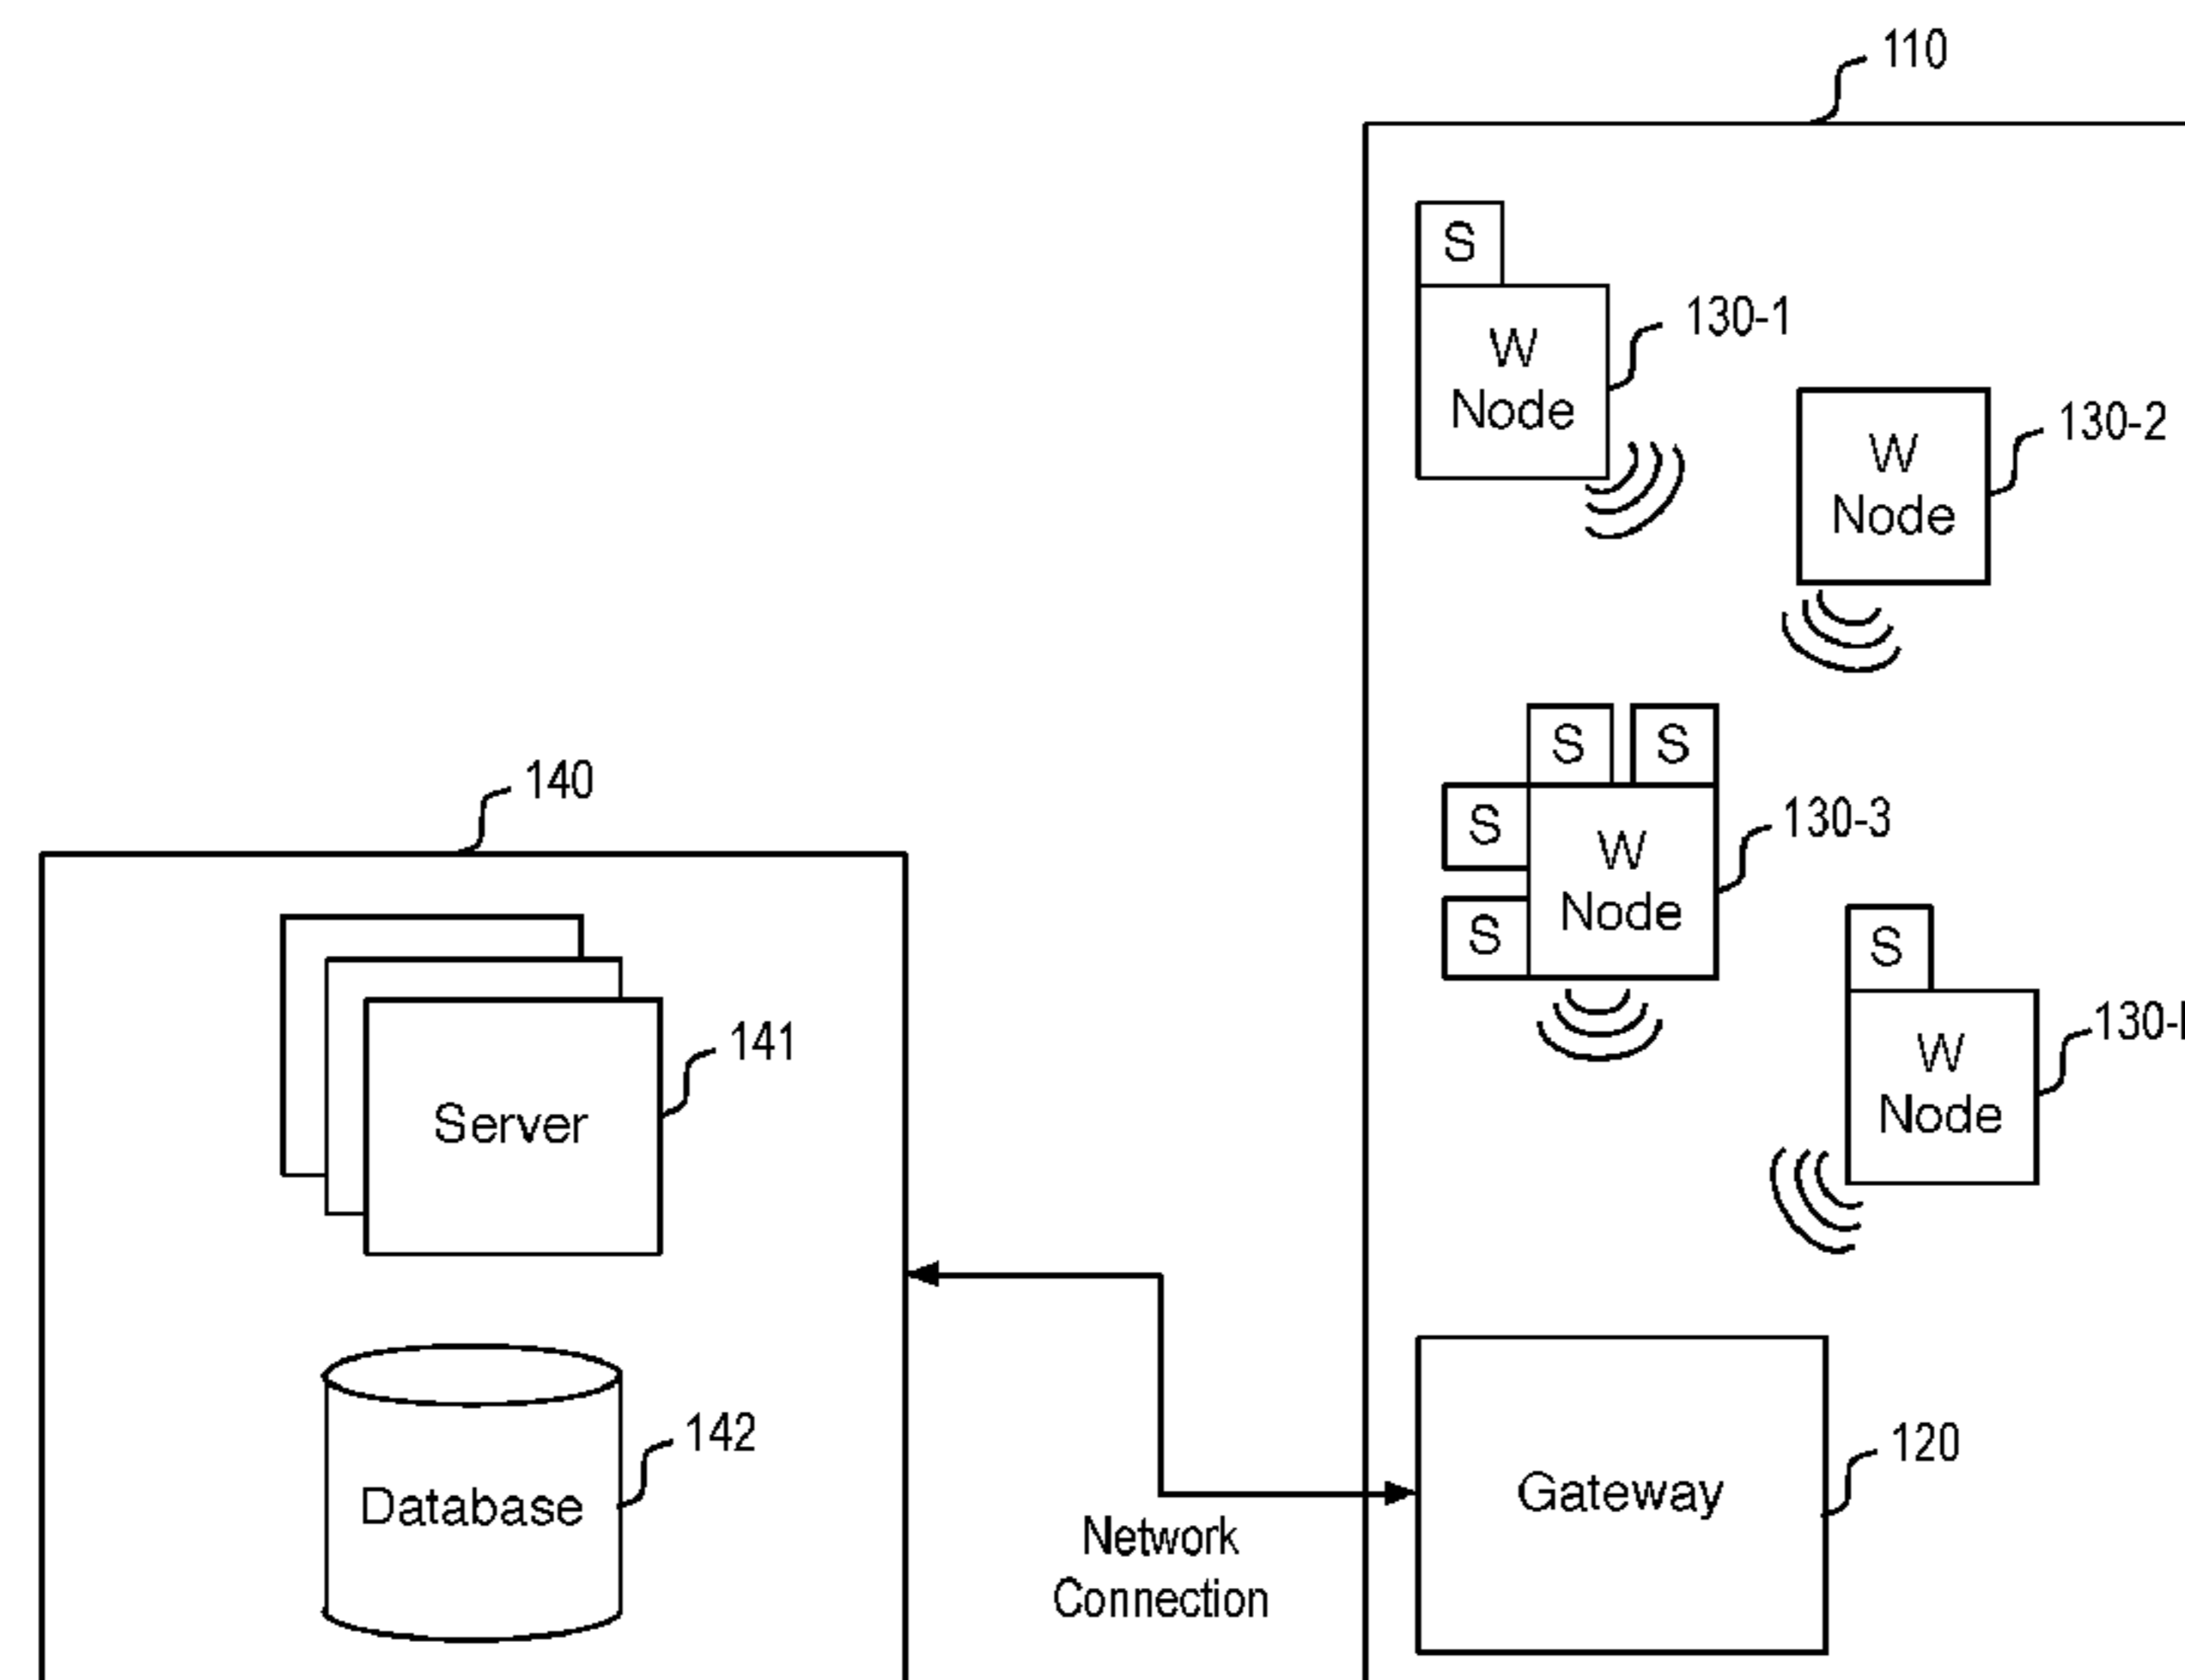 110
S
W
Node
130-1
W
Node
130-2
S
S
S
S
W
Node
130-3
S
W
Node
140
Server
141
Database
142
Network
Connection
Gateway
120